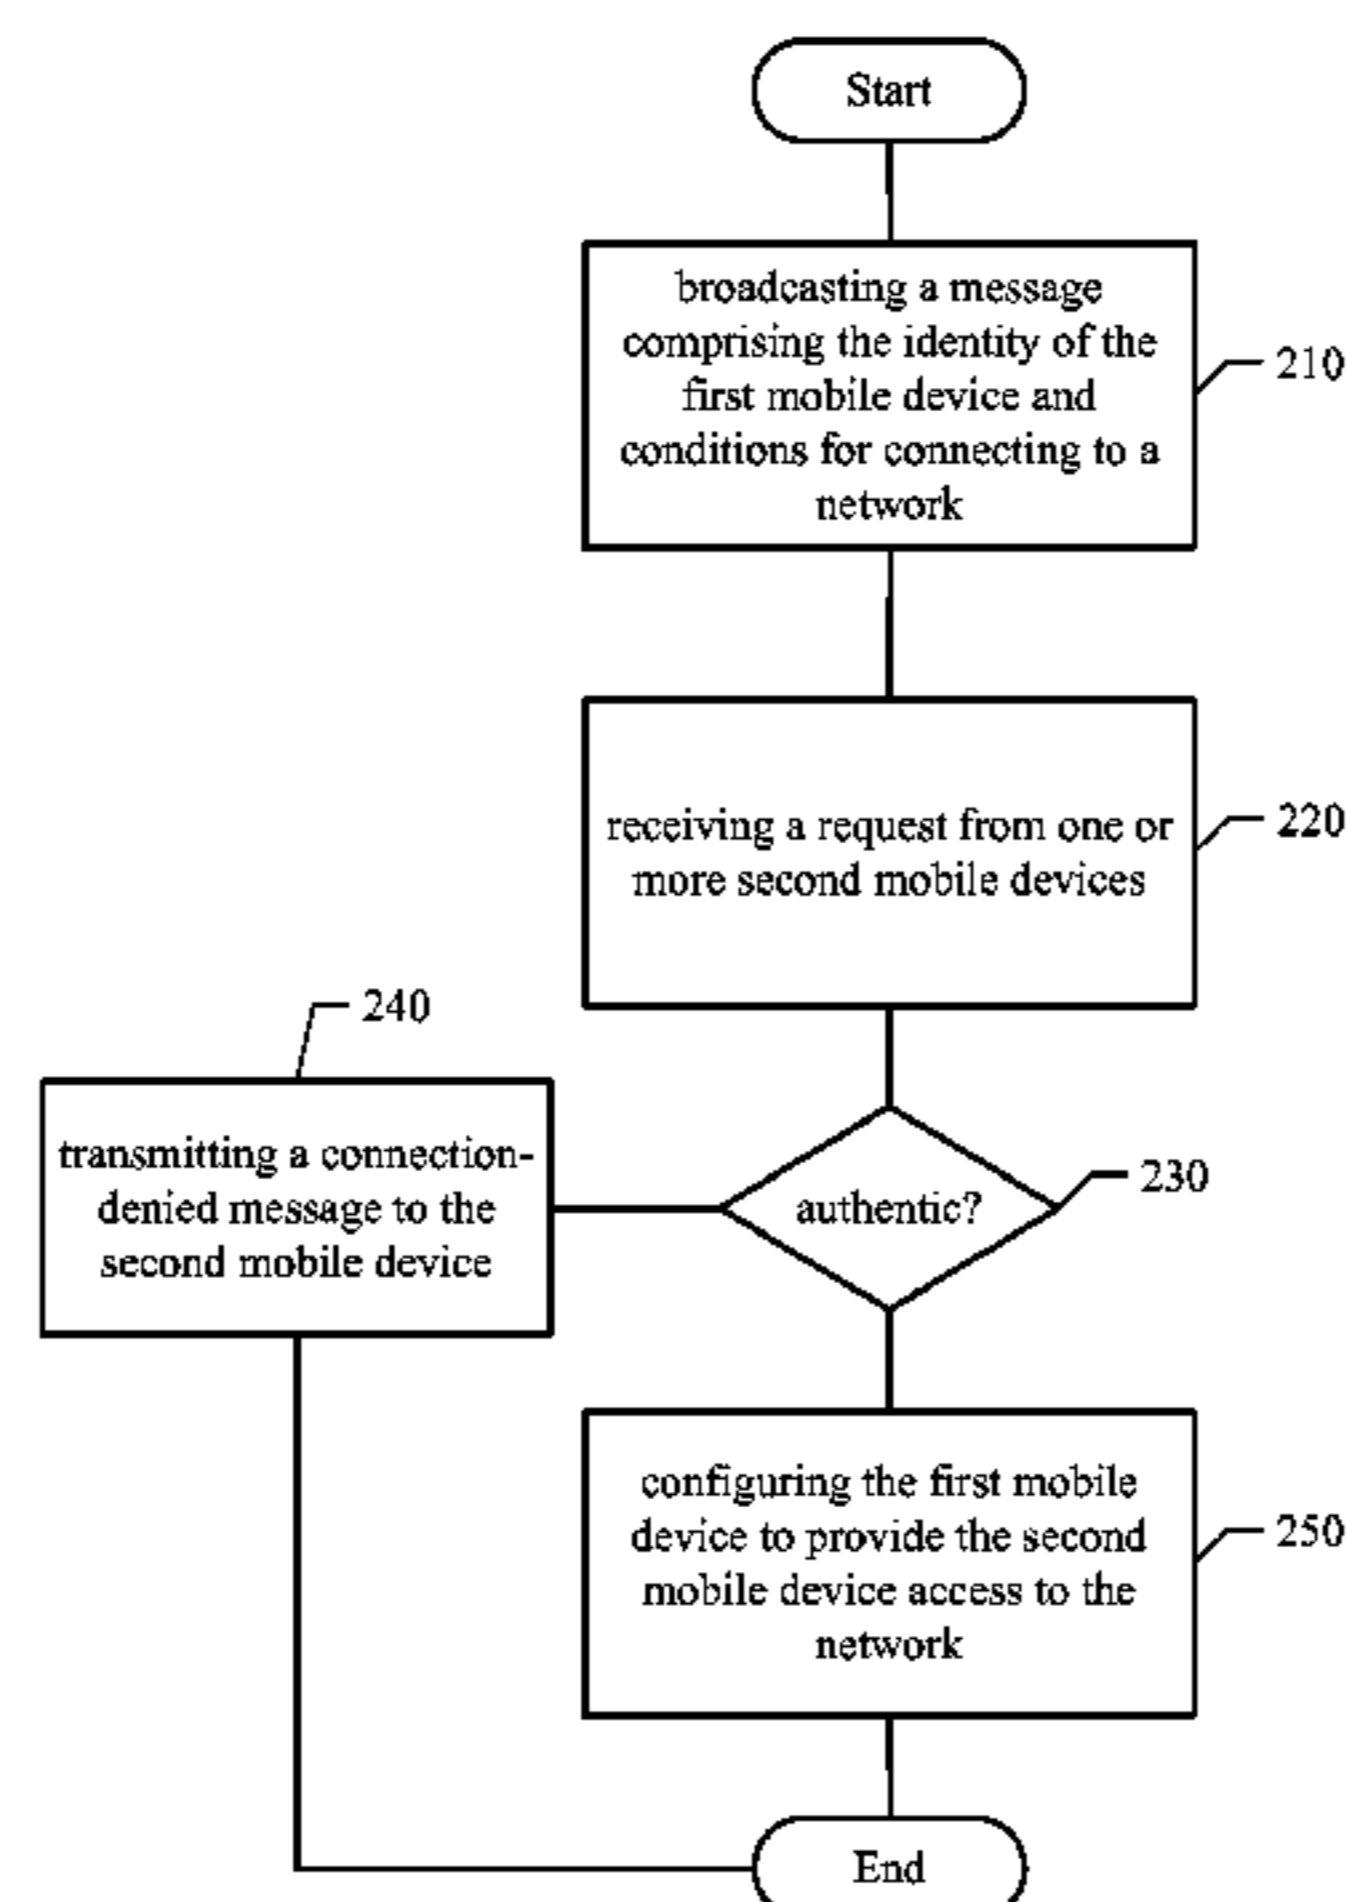 Start
broadcasting a message
comprising the identity of the
first mobile device and
conditions for connecting to a
network
210
receiving a request from one or
more second mobile devices
220
240
transmitting a connection-
denied message to the
second mobile device
authentic?
230
configuring the first mobile
device to provide the second
mobile device access to the
network
250
End